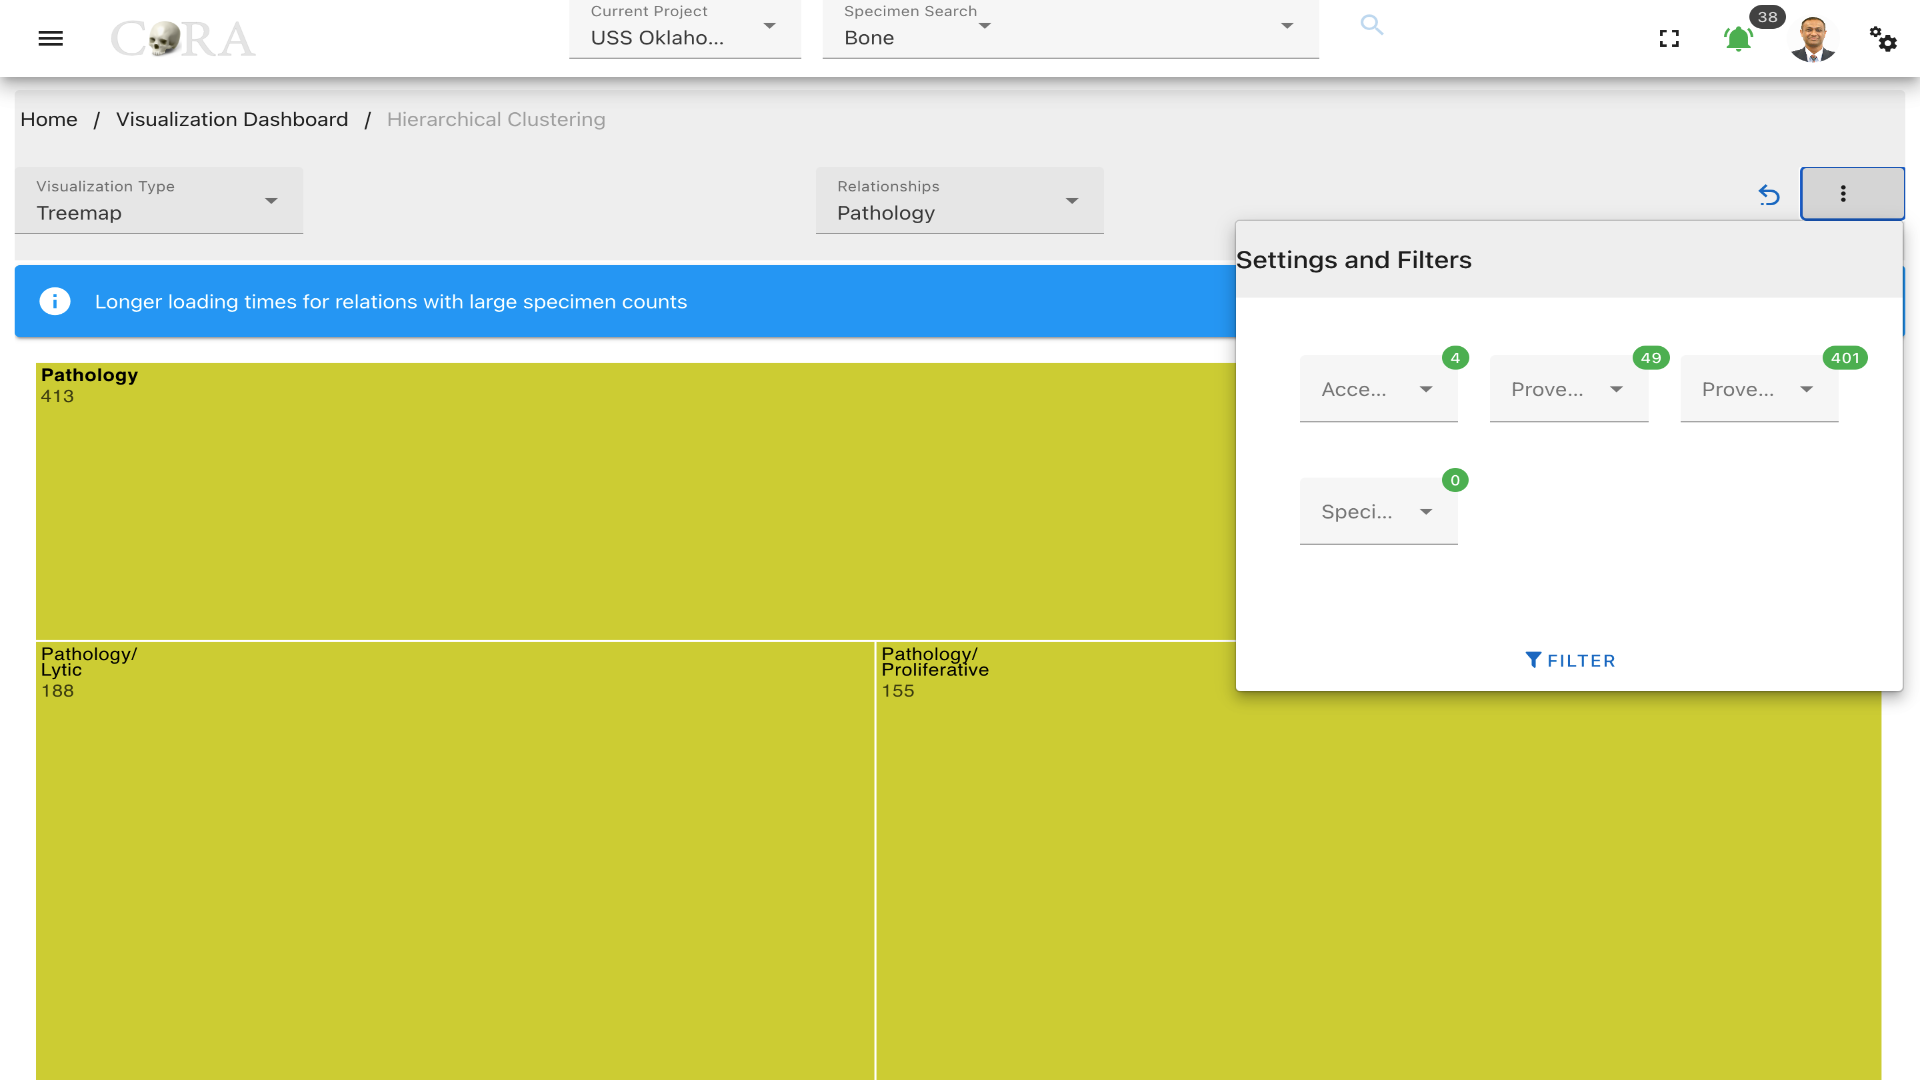 CORA
Current Project
USS Oklaho...
Specimen Search
Bone
38
Home / Visualization Dashboard / Hierarchical Clustering
Visualization Type
Treemap
Relationships
Pathology
Settings and Filters
Longer loading times for relations with large specimen counts
Acce...
4
Prove...
49
Prove...
401
Speci...
0
FILTER
Pathology
413
Pathology/
Lytic
188
Pathology/
Proliferative
155